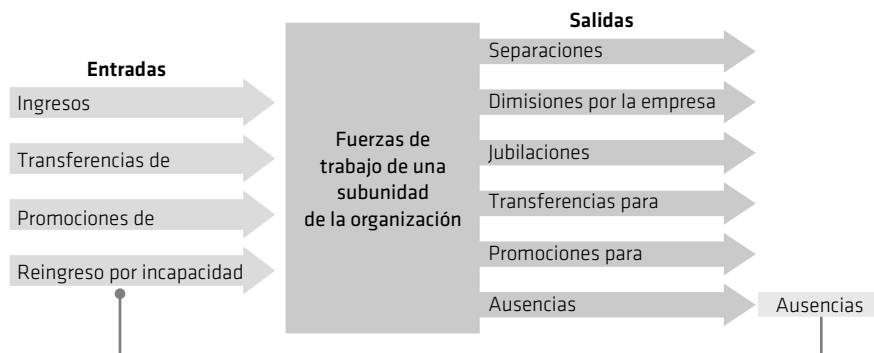 Entradas
Ingresos
Transferencias de
Promociones de
Reingreso por incapacidad
Fuerzas de
trabajo de una
subunidad
de la organización
Salidas
Separaciones
Dimisiones por la empresa
Jubilaciones
Transferencias para
Promociones para
Ausencias
Ausencias